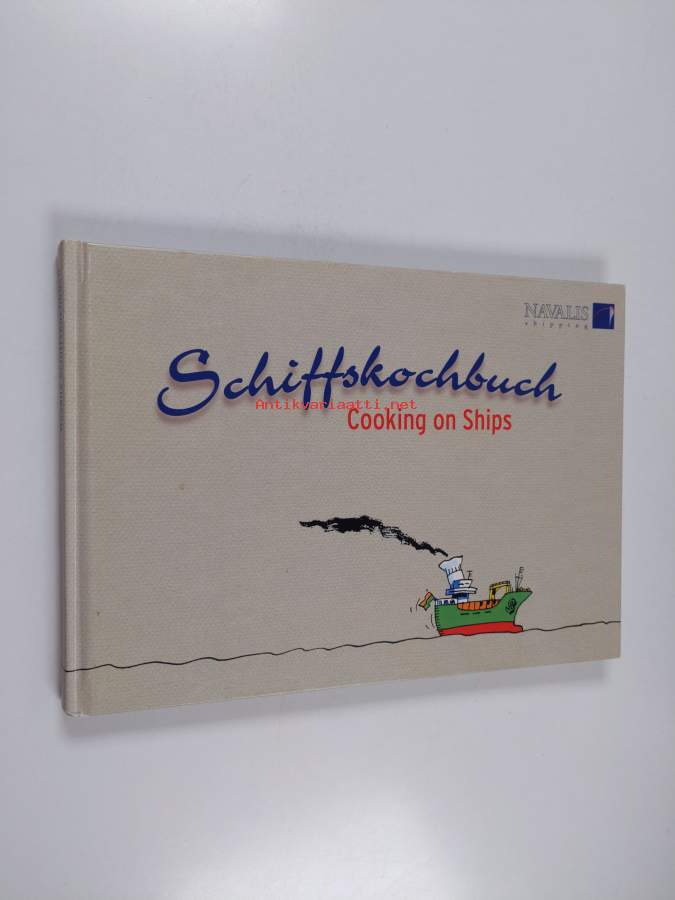 NAVALIS
shipping
Schiffskochbuch
Antikvariaatti.net
Cooking on Ships